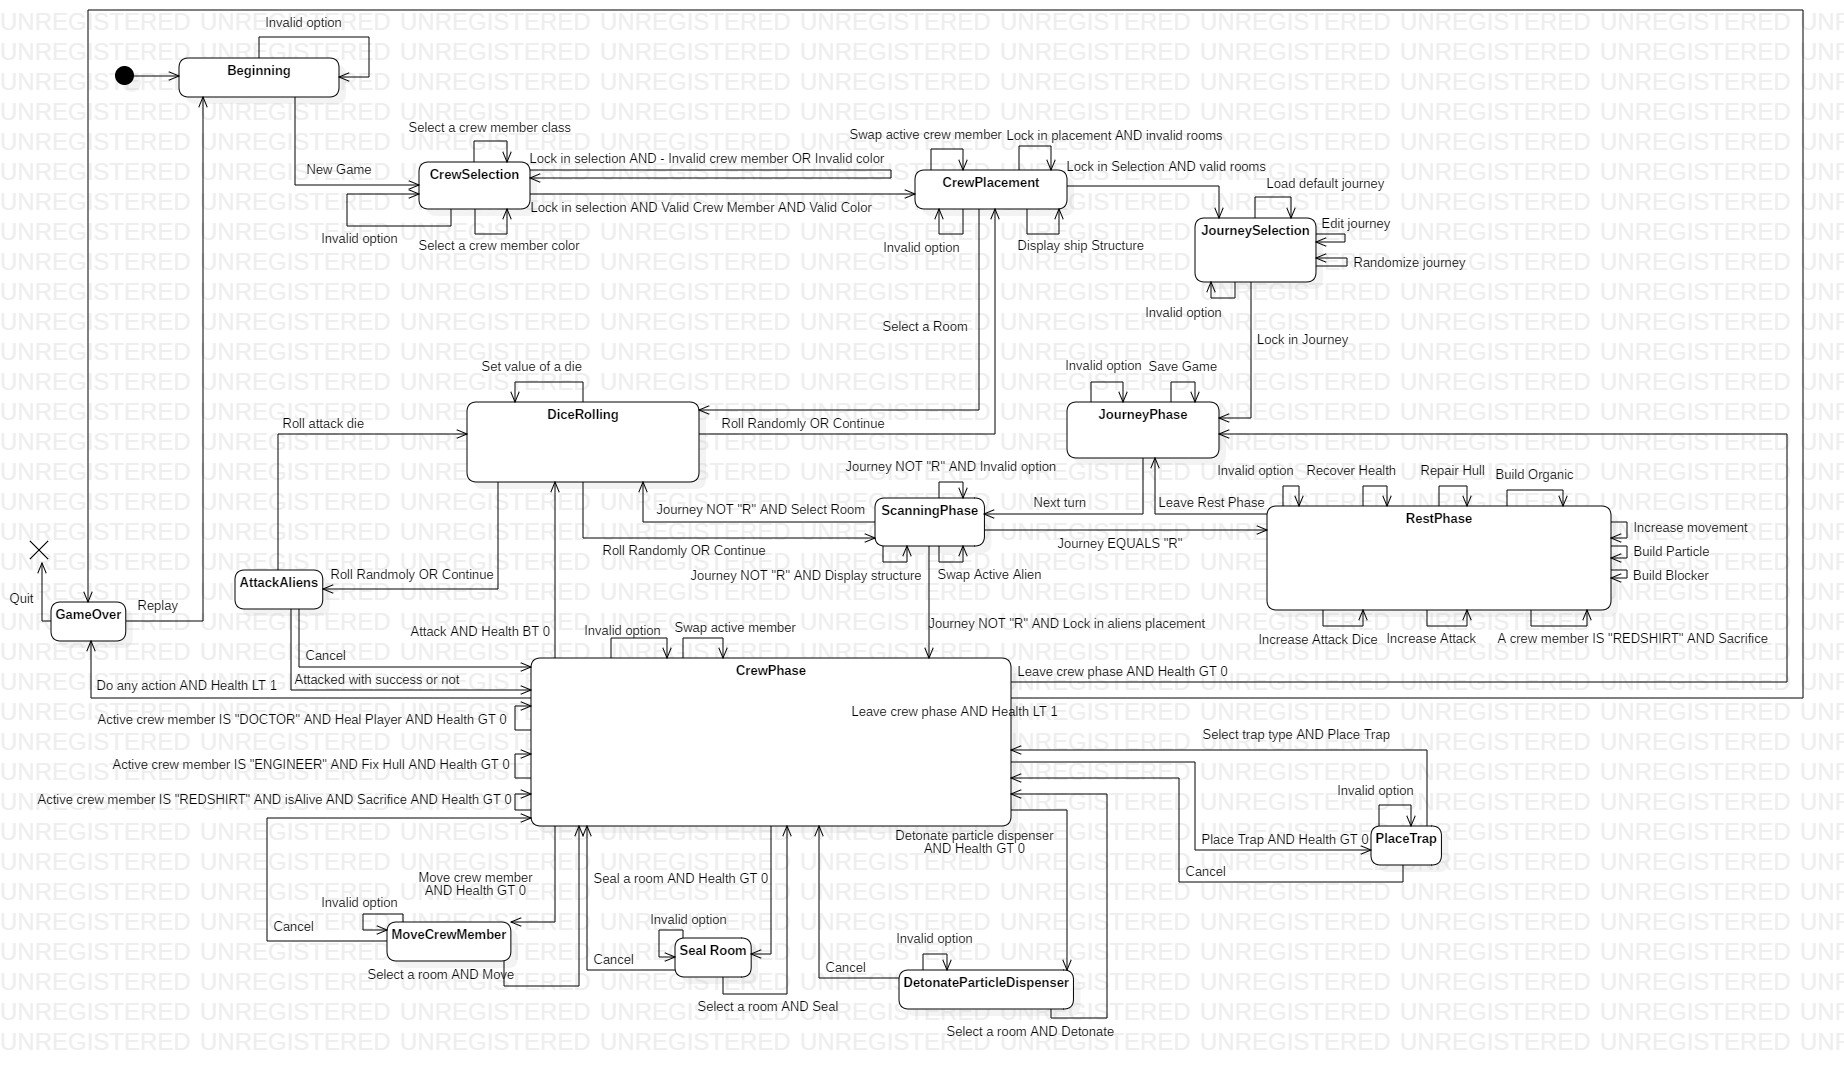 Invalid option
Beginning
New Game
Select a crew member class
CrewSelection
Lock in selection AND - Invalid crew member OR Invalid color
Lock in selection AND Valid Crew Member AND Valid Color
Invalid option
Select a crew member color
Swap active crew member
Lock in placement AND invalid rooms
CrewPlacement
Lock in Selection AND valid rooms
Invalid option
Display ship Structure
Load default journey
JourneySelection
Edit journey
Randomize journey
Invalid option
Select a Room
Lock in Journey
Set value of a die
DiceRolling
Roll attack die
Roll Randomly OR Continue
Invalid option
Save Game
JourneyPhase
Journey NOT "R" AND Invalid option
Journey NOT "R" AND Select Room
ScanningPhase
Next turn
Leave Rest Phase
Journey EQUALS "R"
Roll Randomly OR Continue
Journey NOT "R" AND Display structure
Swap Active Alien
Invalid option
Recover Health
Repair Hull
Build Organic
RestPhase
Increase movement
Build Particle
Build Blocker
Increase Attack Dice
Increase Attack
A crew member IS "REDSHIRT" AND Sacrifice
AttackAliens
Roll Randmoly OR Continue
Quit
GameOver
Replay
Attack AND Health BT 0
Invalid option
Swap active member
Journey NOT "R" AND Lock in aliens placement
Cancel
Attacked with success or not
Do any action AND Health LT 1
CrewPhase
Leave crew phase AND Health GT 0
Leave crew phase AND Health LT 1
Active crew member IS "DOCTOR" AND Heal Player AND Health GT 0
Active crew member IS "ENGINEER" AND Fix Hull AND Health GT 0
Active crew member IS "REDSHIRT" AND isAlive AND Sacrifice AND Health GT 0
Select trap type AND Place Trap
Invalid option
Place Trap AND Health GT 0
PlaceTrap
Cancel
Detonate particle dispenser
AND Health GT 0
Move crew member
AND Health GT 0
Seal a room AND Health GT 0
Invalid option
Cancel
MoveCrewMember
Select a room AND Move
Invalid option
Seal Room
Cancel
Select a room AND Seal
Invalid option
Cancel
DetonateParticleDispenser
Select a room AND Detonate
UNREGISTERED